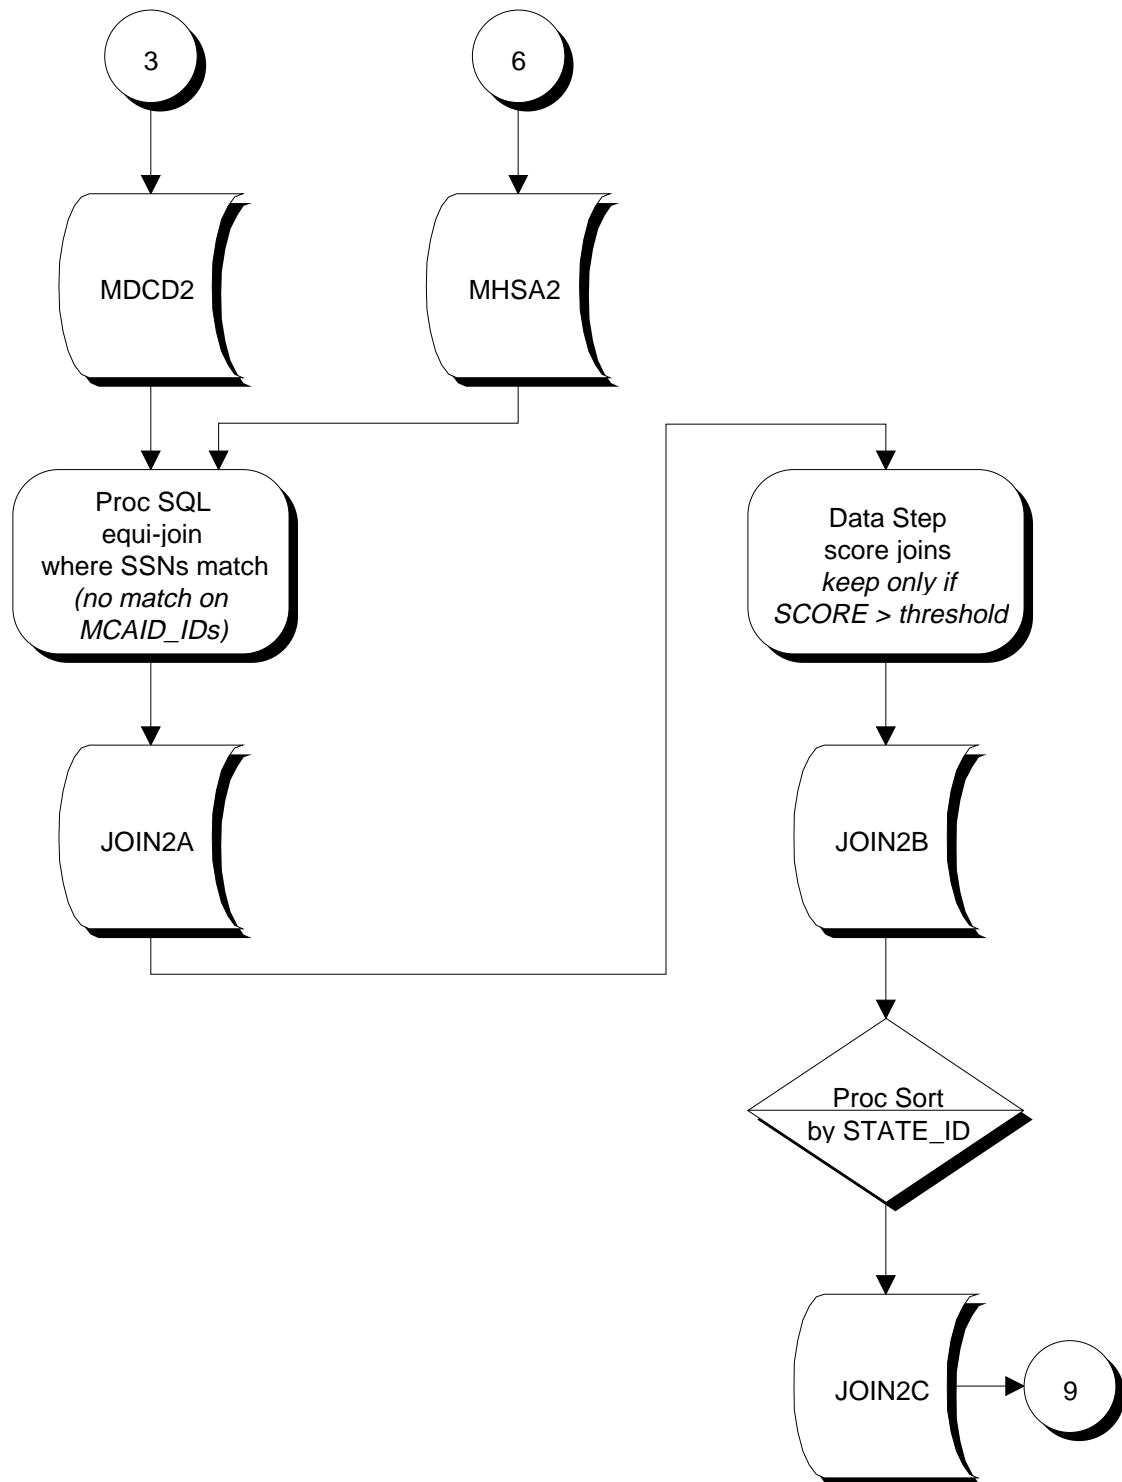 3
6
MDCD2
MHSA2
Proc SQL
equi-join
where SSNs match
(no match on
MCAID_IDs)
Data Step
score joins
keep only if
SCORE > threshold
JOIN2A
JOIN2B
Proc Sort
by STATE_ID
JOIN2C
9